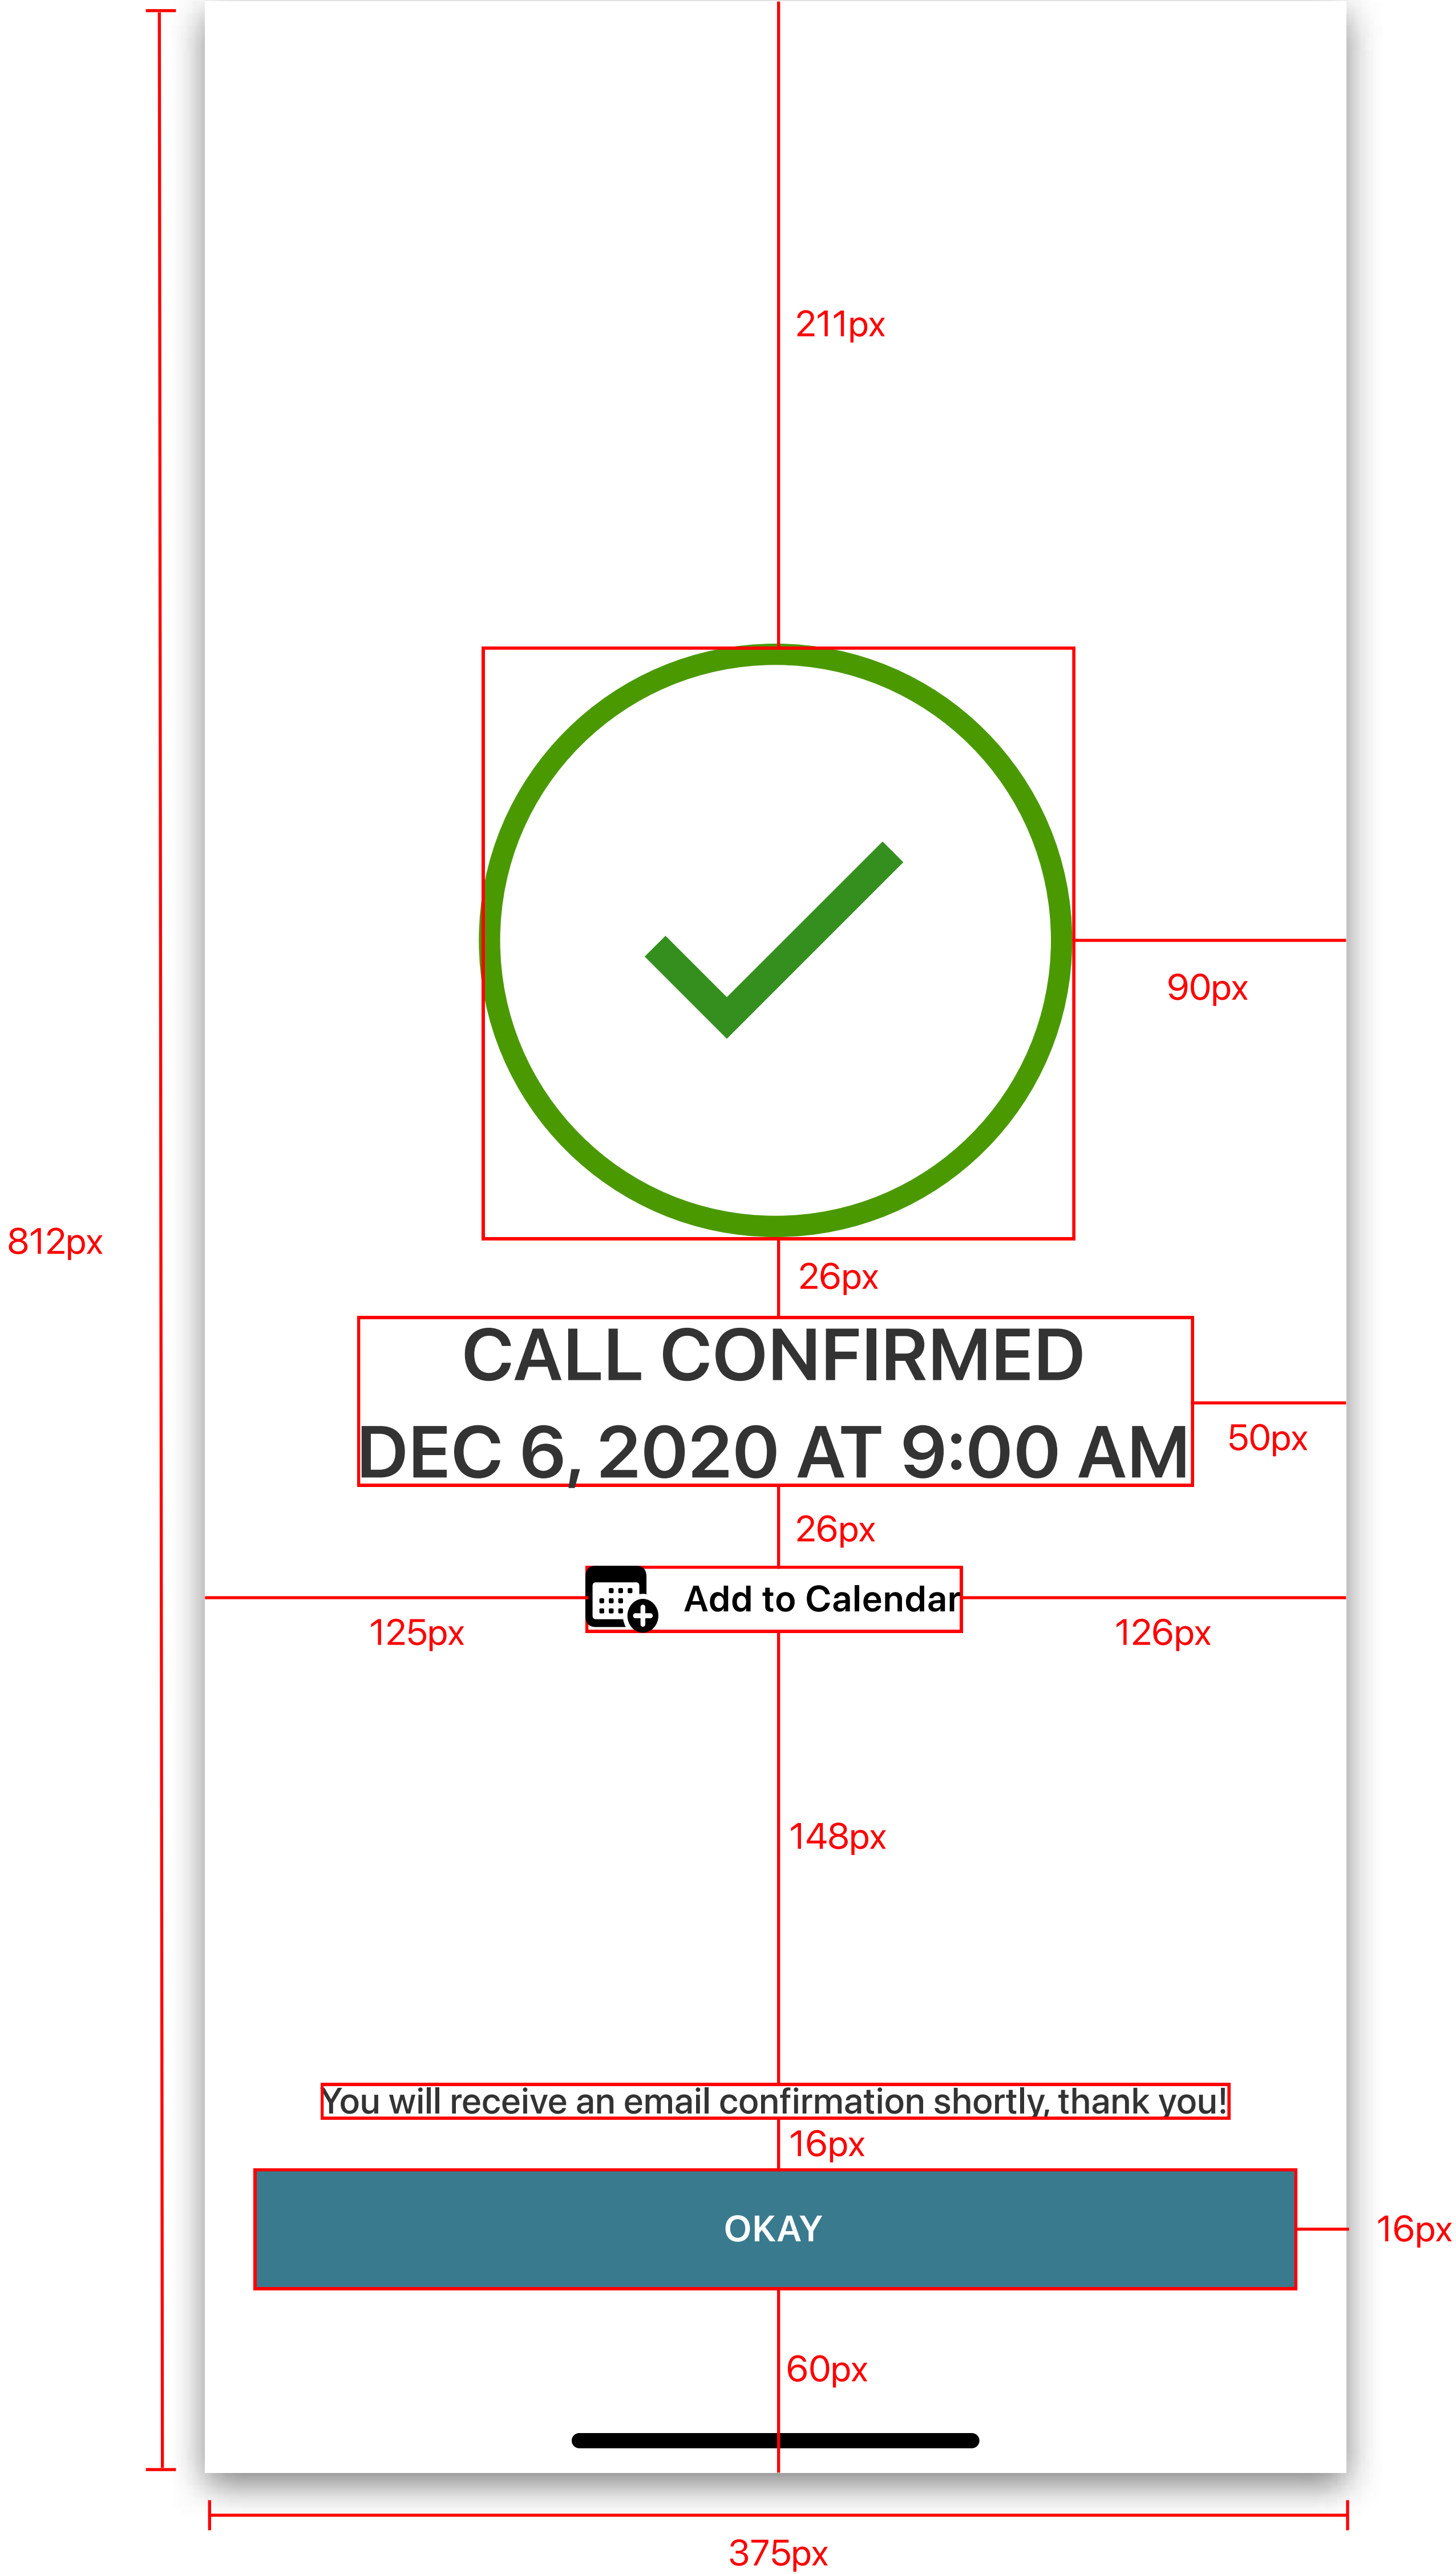 211px
90px
812px
26px
CALL CONFIRMED
DEC 6, 2020 AT 9:00 AM
50px
26px
Add to Calendar
125px
126px
148px
You will receive an email confirmation shortly, thank you!
16px
OKAY
16px
60px
375px